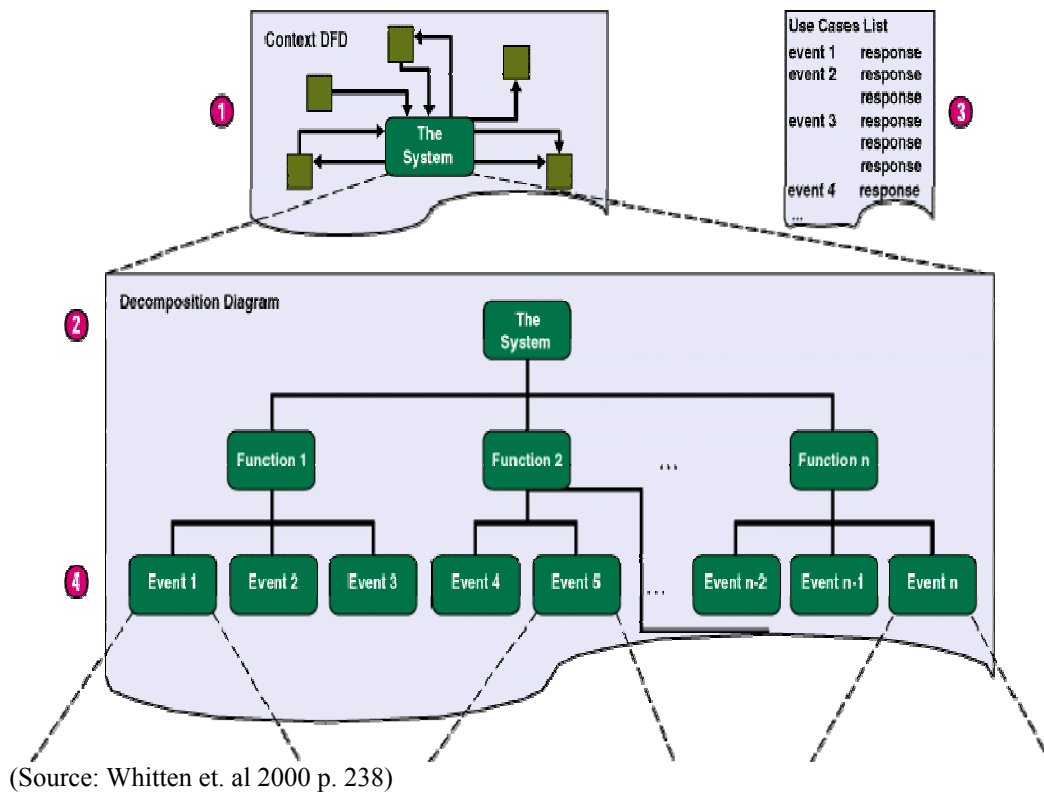 Context DFD
1
The
System
Use Cases List
event 1 response
event 2 response
response
event 3 response
response
response
event 4 response
...
3
Decomposition Diagram
2
The
System
Function 1
Function 2
...
Function n
4
Event 1
Event 2
Event 3
Event 4
Event 5
...
Event n-2
Event n-1
Event n
(Source: Whitten et. al 2000 p. 238)